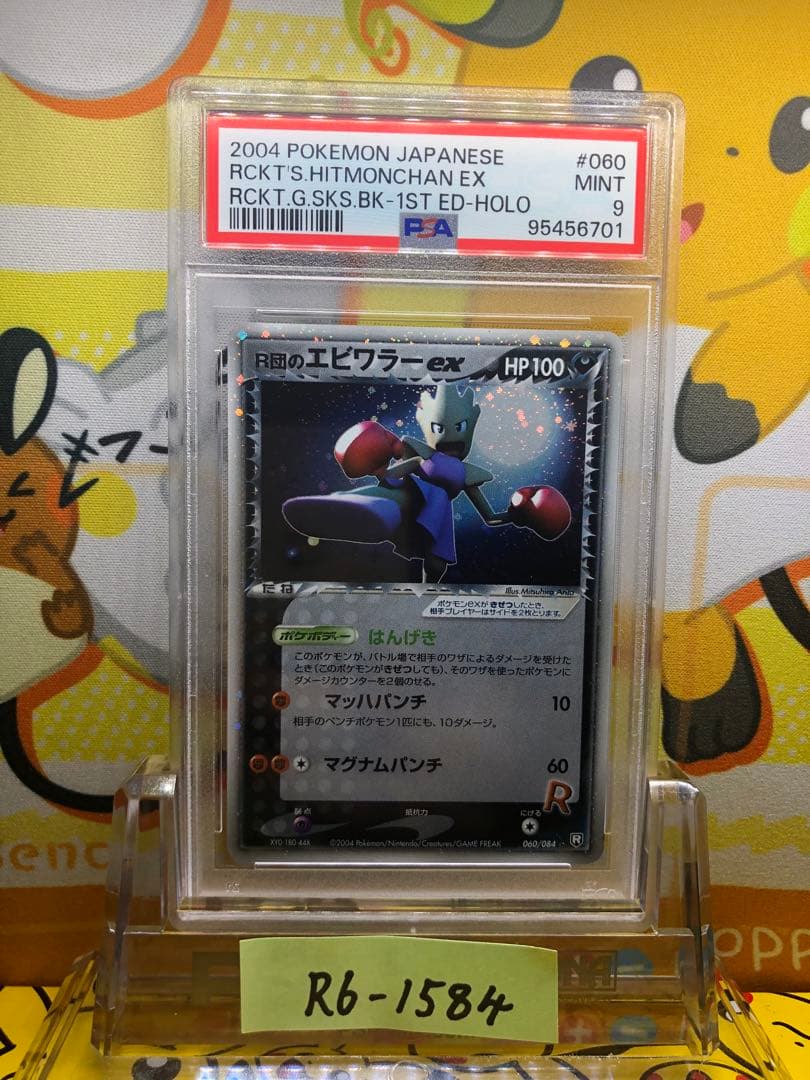 2004 POKEMON JAPANESE #060
RCKT'S.HITMONCHAN EX MINT
RCKT.G.SKS.BK-1ST ED-HOLO 9
PSA 95456701
R団のエビワラーex HP100
たね
Illus.Mitsuhiro Arita
ポケモンexがきぜつしたとき、
相手プレイヤーはサイドを2枚とります。
ポケボディー はんげき
このポケモンが、バトル場で相手のワザによるダメージを受けた
とき(このポケモンがきぜつしても)、そのワザを使ったポケモンに
ダメージカウンターを2個のせる。
マッハパンチ 10
相手のベンチポケモン1匹にも、10ダメージ。
マグナムパンチ 60
R
弱点 抵抗力 にげる
©2004 Pokémon/Nintendo/Creatures/GAME FREAK 060/084 R
R6-1584